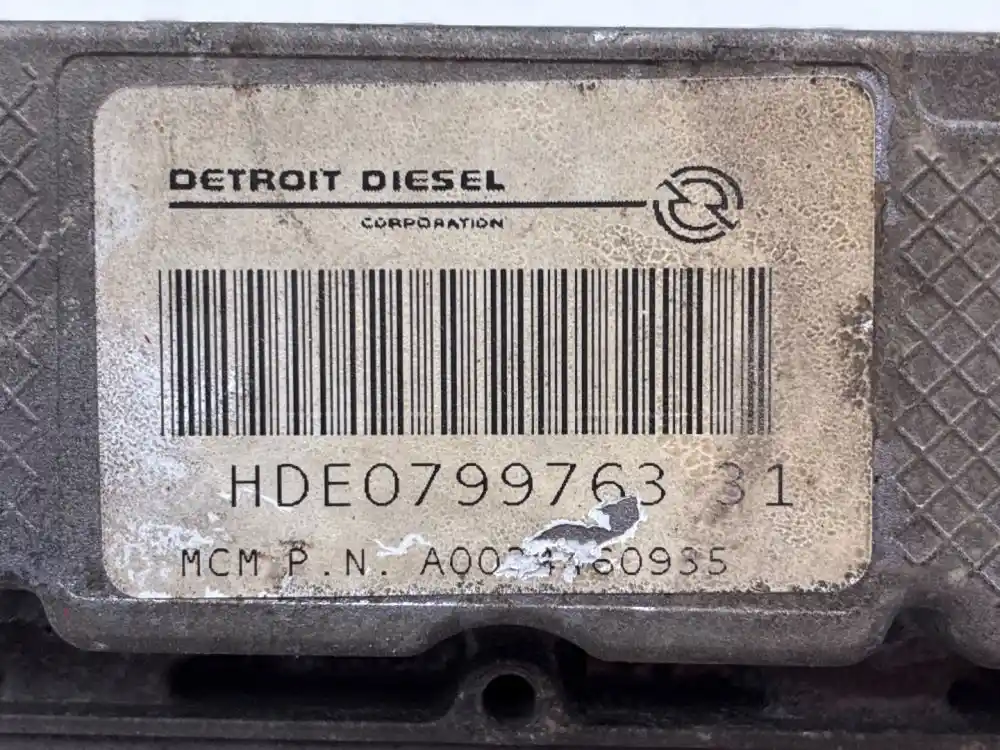 DETROIT DIESEL
CORPORATION
HDE0799763 31
MCM P.N.